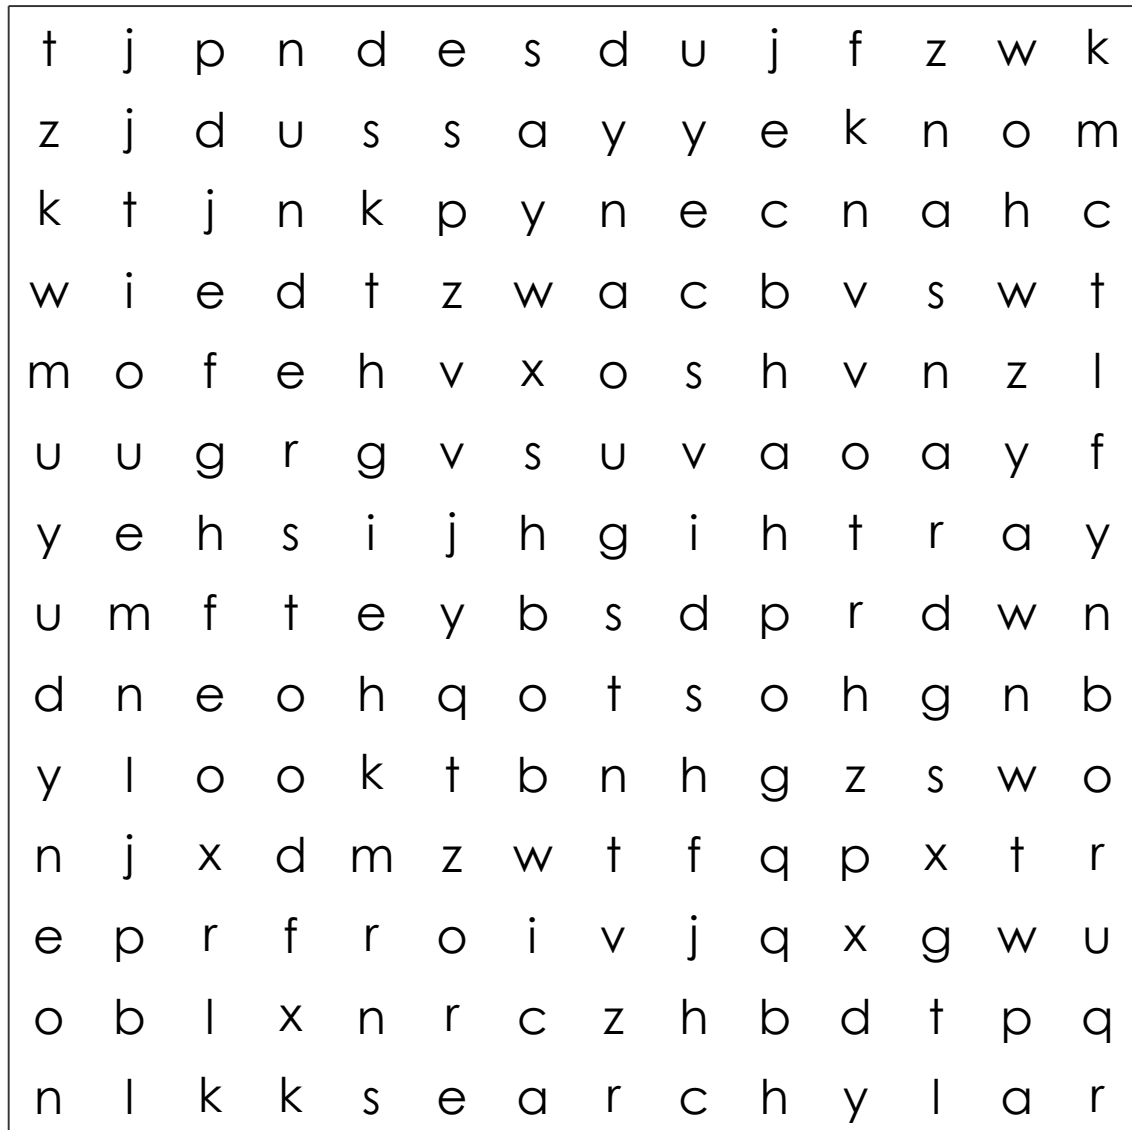 t j p n d e s d u j f z w k
z j d u s s a y y e k n o m
k t j n k p y n e c n a h c
w i e d t z w a c b v s w t
m o f e h v x o s h v n z l
u u g r g v s u v a o a y f
y e h s i j h g i h t r a y
u m f t e y b s d p r d w n
d n e o h q o t s o h g n b
y l o o k t b n h g z s w o
n j x d m z w t f q p x t r
e p r f r o i v j q x g w u
o b l x n r c z h b d t p q
n l k k s e a r c h y l a r